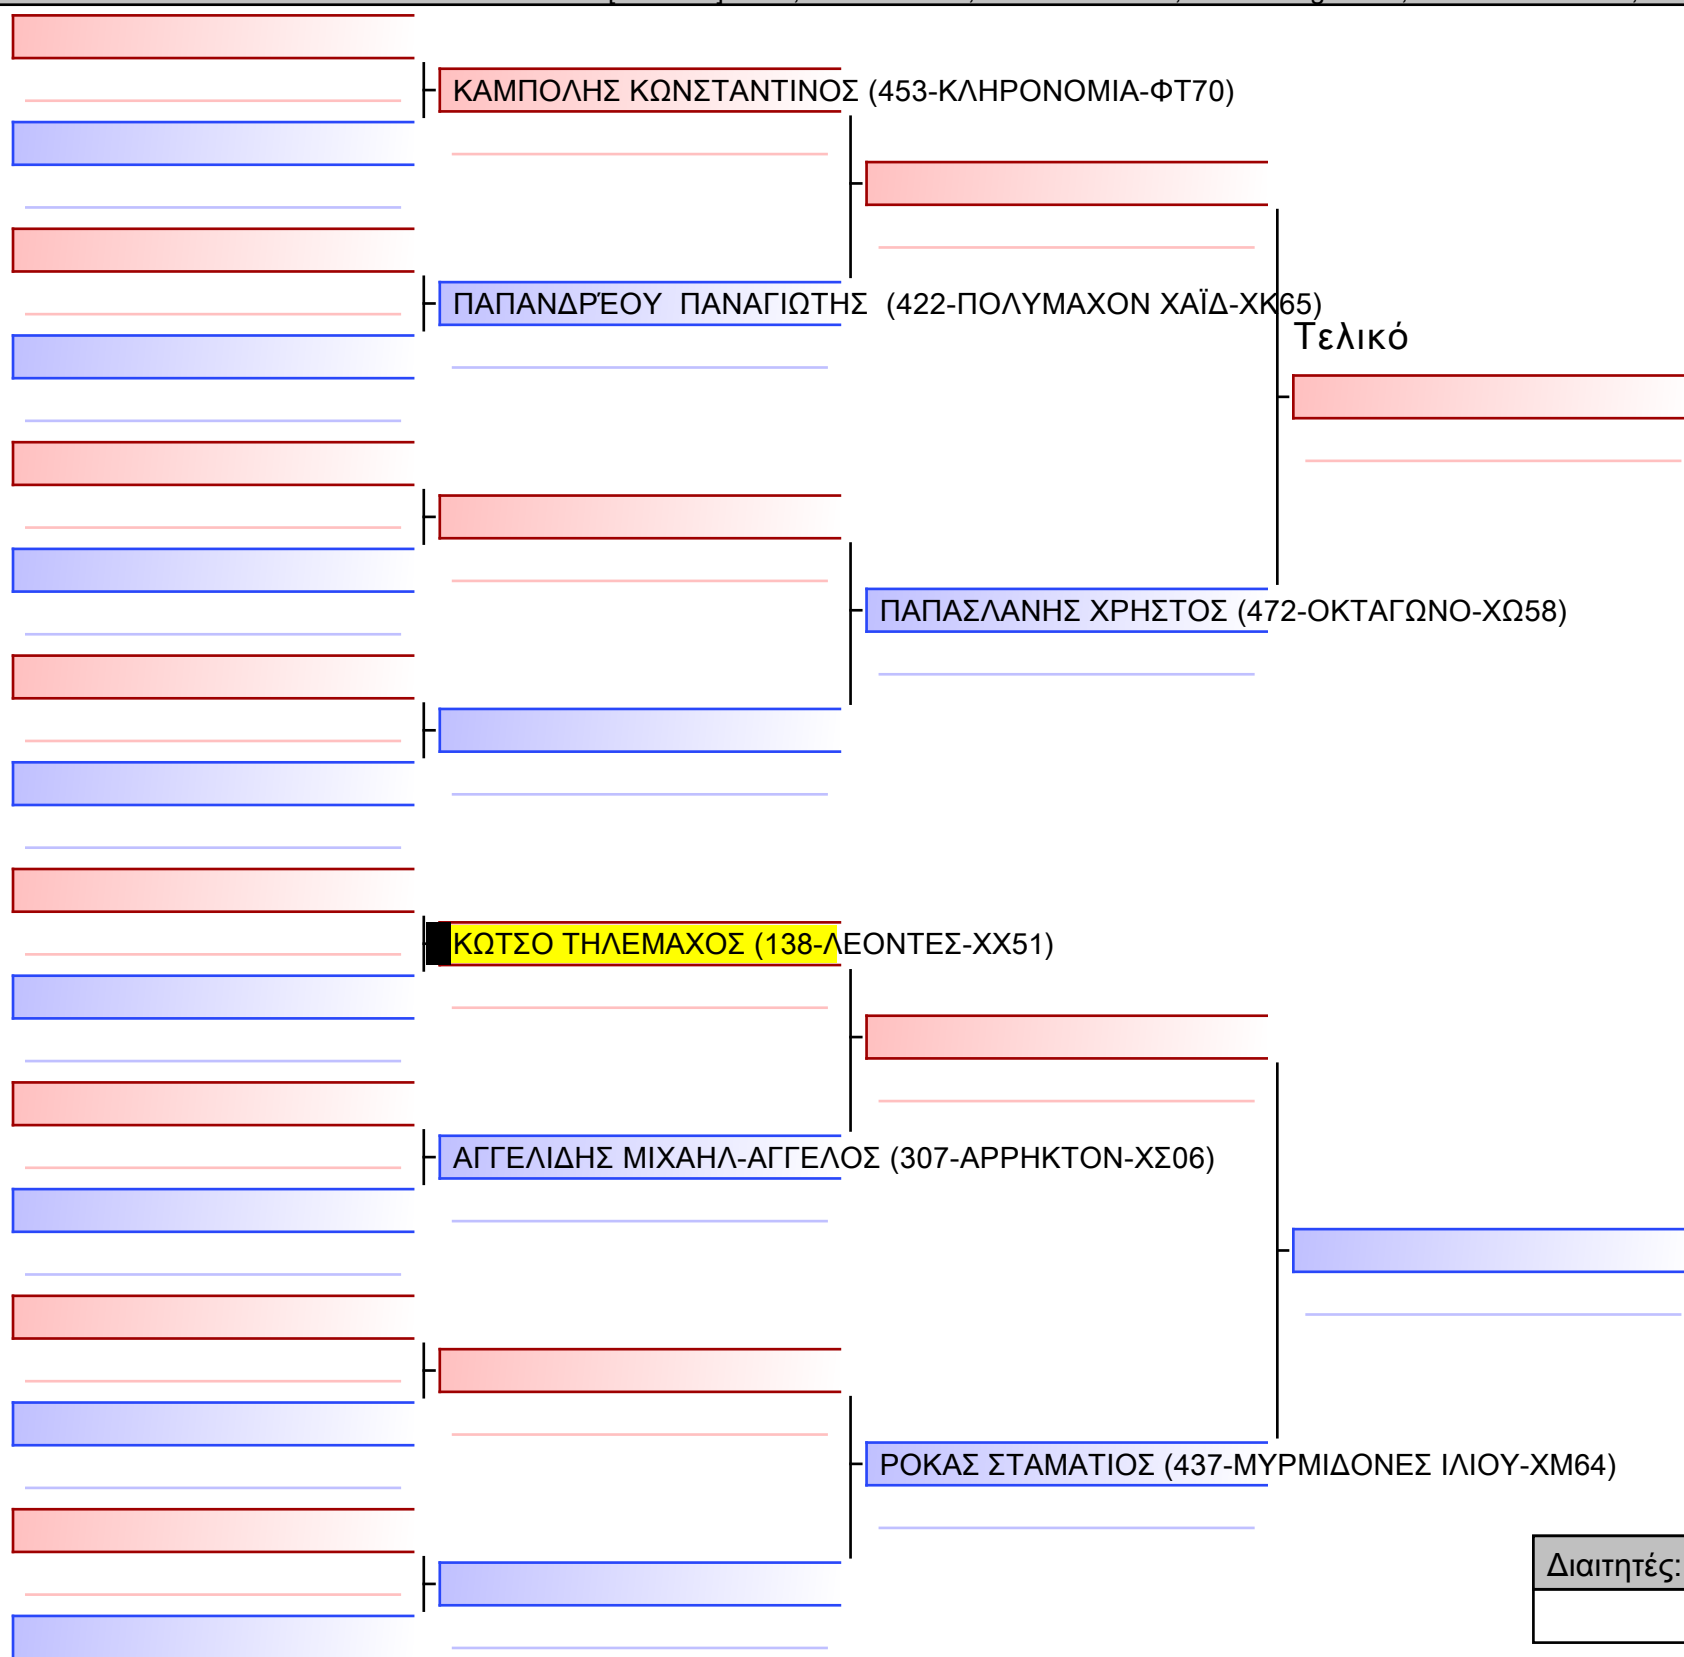 ΚΑΜΠΟΛΗΣ ΚΩΝΣΤΑΝΤΙΝΟΣ (453-ΚΛΗΡΟΝΟΜΙΑ-ΦΤ70)
ΠΑΠΑΝΔΡΈΟΥ  ΠΑΝΑΓΙΩΤΗΣ  (422-ΠΟΛΥΜΑΧΟΝ ΧΑΪΔ-ΧΚ65)
Τελικό
ΠΑΠΑΣΛΑΝΗΣ ΧΡΗΣΤΟΣ (472-ΟΚΤΑΓΩΝΟ-ΧΩ58)
ΚΩΤΣΟ ΤΗΛΕΜΑΧΟΣ (138-ΛΕΟΝΤΕΣ-ΧΧ51)
ΑΓΓΕΛΙΔΗΣ ΜΙΧΑΗΛ-ΑΓΓΕΛΟΣ (307-ΑΡΡΗΚΤΟΝ-ΧΣ06)
ΡΟΚΑΣ ΣΤΑΜΑΤΙΟΣ (437-ΜΥΡΜΙΔΟΝΕΣ ΙΛΙΟΥ-ΧΜ64)
Διαιτητές: